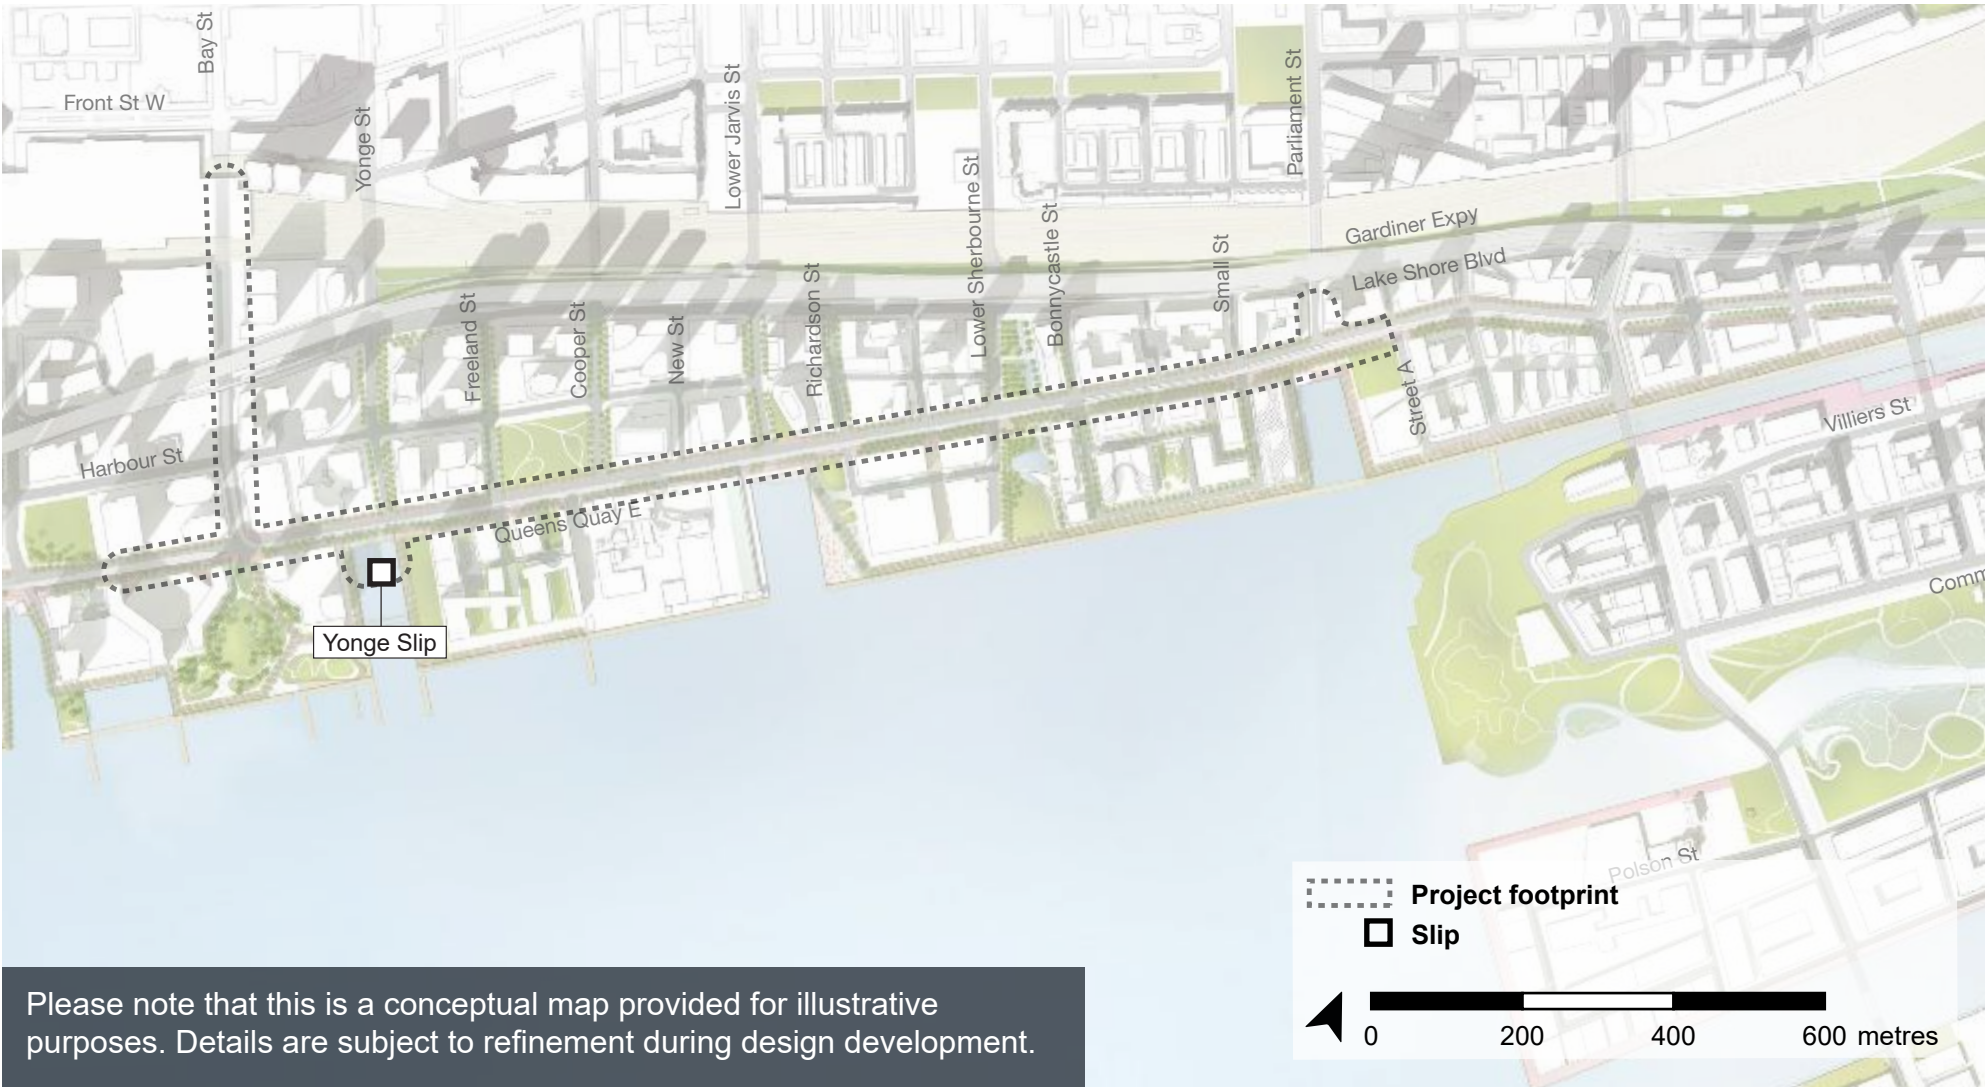 Bay St
Front St W
Yonge St
Lower Jarvis St
Parliament St
Lower Sherbourne St
Bonnycastle St
Small St
Gardiner Expy
Lake Shore Blvd
Freeland St
Cooper St
New St
Richardson St
Street A
Villiers St
Harbour St
Queens Quay E
Comm
Yonge Slip
Polson St
Project footprint
Slip
0 200 400 600 metres
Please note that this is a conceptual map provided for illustrative
purposes. Details are subject to refinement during design development.